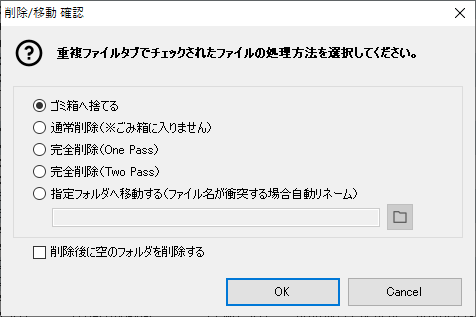 削除/移動 確認
重複ファイルタブでチェックされたファイルの処理方法を選択してください。
ゴミ箱へ捨てる
通常削除(※ごみ箱に入りません)
完全削除(One Pass)
完全削除(Two Pass)
指定フォルダへ移動する(ファイル名が衝突する場合自動リネーム)
削除後に空のフォルダを削除する
OK
Cancel